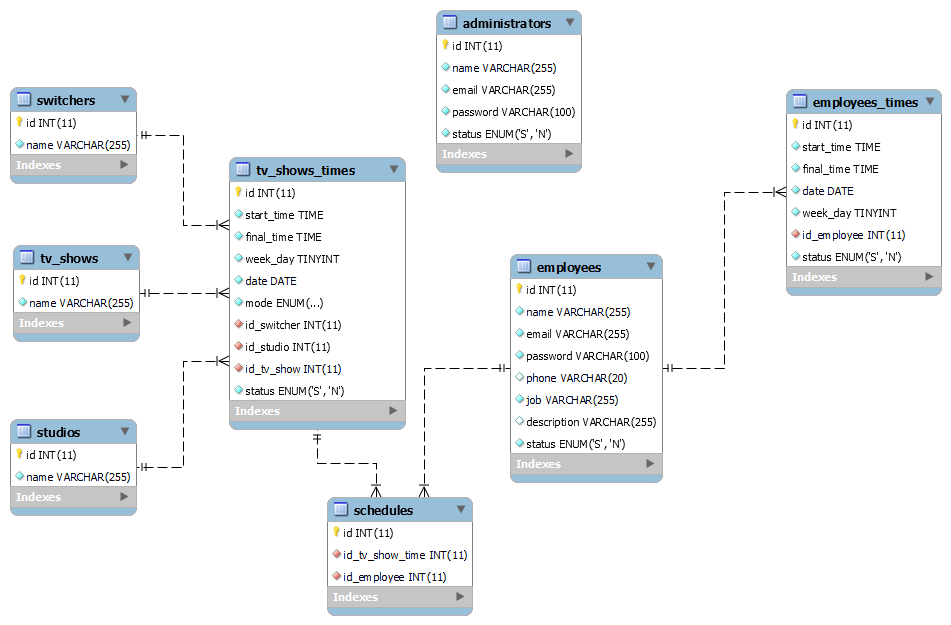 administrators
id INT(11)
name VARCHAR(255)
email VARCHAR(255)
password VARCHAR(100)
status ENUM('S', 'N')
Indexes
switchers
id INT(11)
name VARCHAR(255)
Indexes
employees_times
id INT(11)
start_time TIME
final_time TIME
date DATE
week_day TINYINT
id_employee INT(11)
status ENUM('S', 'N')
Indexes
tv_shows_times
id INT(11)
start_time TIME
final_time TIME
week_day TINYINT
date DATE
mode ENUM(...)
id_switcher INT(11)
id_studio INT(11)
id_tv_show INT(11)
status ENUM('S', 'N')
Indexes
tv_shows
id INT(11)
name VARCHAR(255)
Indexes
employees
id INT(11)
name VARCHAR(255)
email VARCHAR(255)
password VARCHAR(100)
phone VARCHAR(20)
job VARCHAR(255)
description VARCHAR(255)
status ENUM('S', 'N')
Indexes
studios
id INT(11)
name VARCHAR(255)
Indexes
schedules
id INT(11)
id_tv_show_time INT(11)
id_employee INT(11)
Indexes